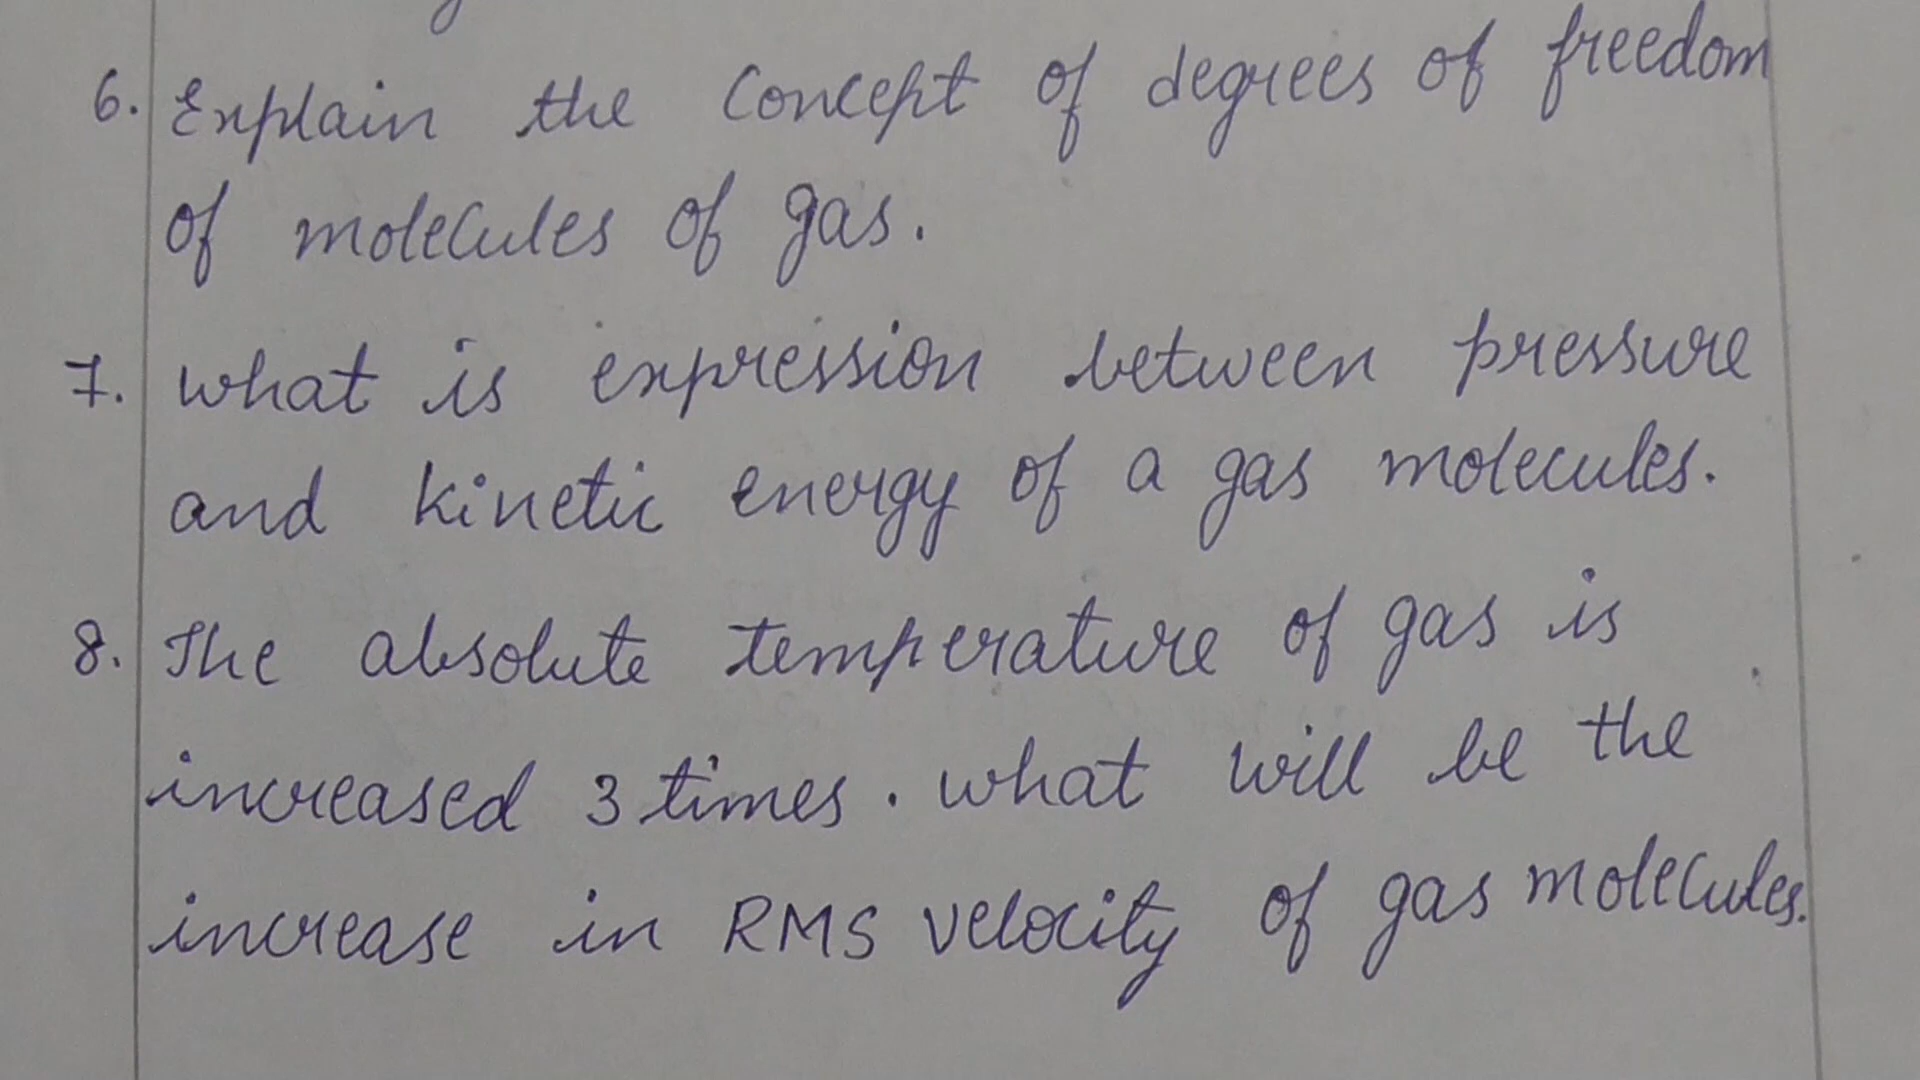 6. Explain the Concept of degrees of freedom
of molecules of gas.
7. what is expression between pressure
and kinetic energy of a gas molecules.
8. The absolute temperature of gas is
increased 3 times. what will be the
increase in RMS velocity of gas molecules.